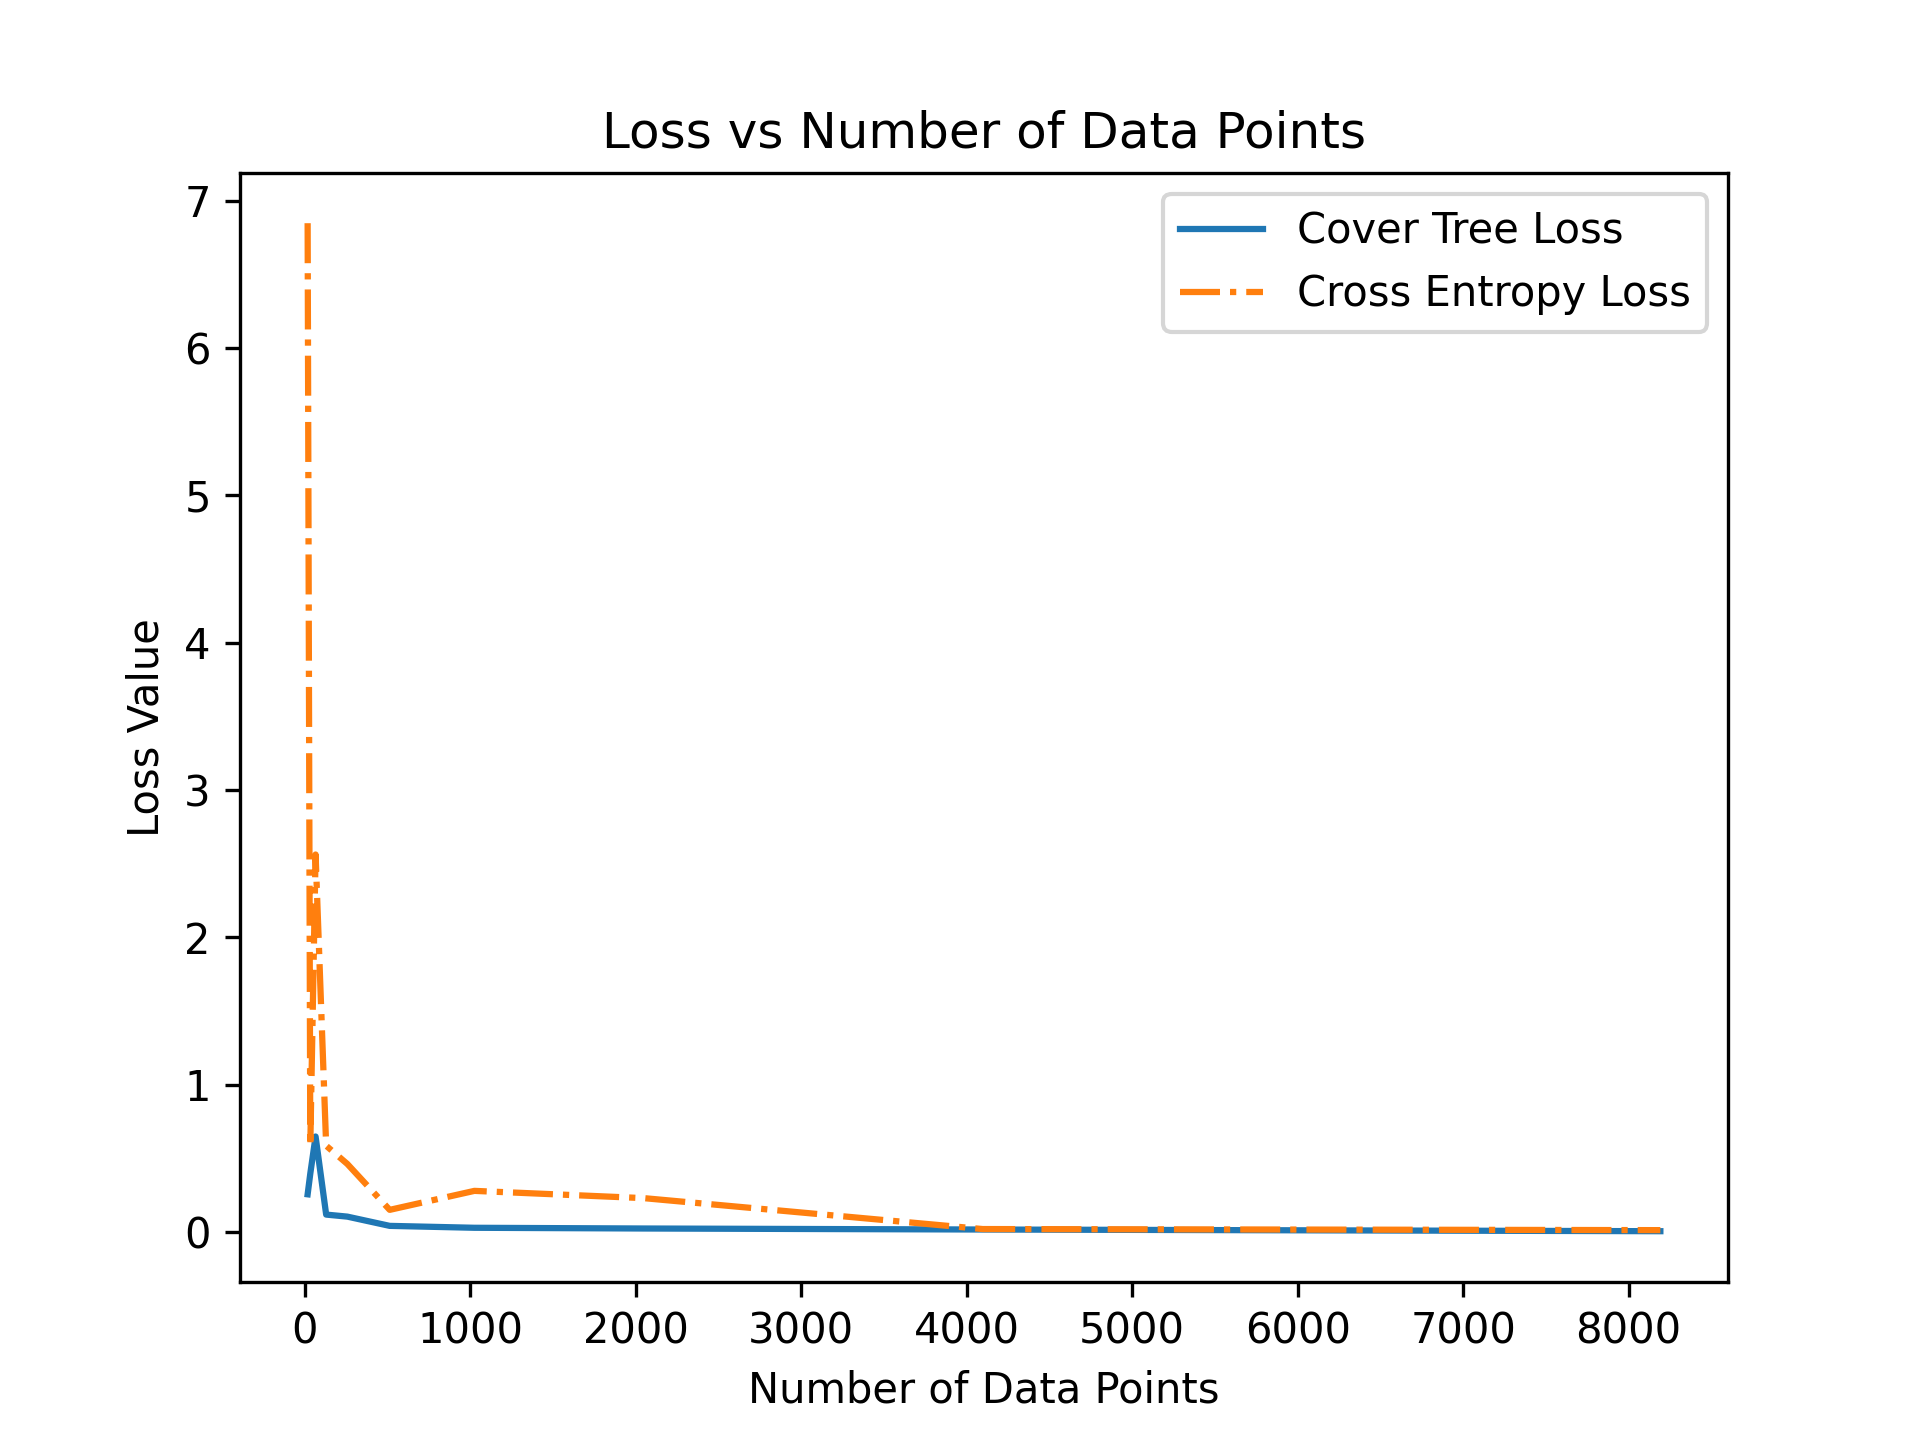 Loss vs Number of Data Points
Cover Tree Loss
Cross Entropy Loss
7
6
5
4
3
2
1
0
Loss Value
0 1000 2000 3000 4000 5000 6000 7000 8000
Number of Data Points